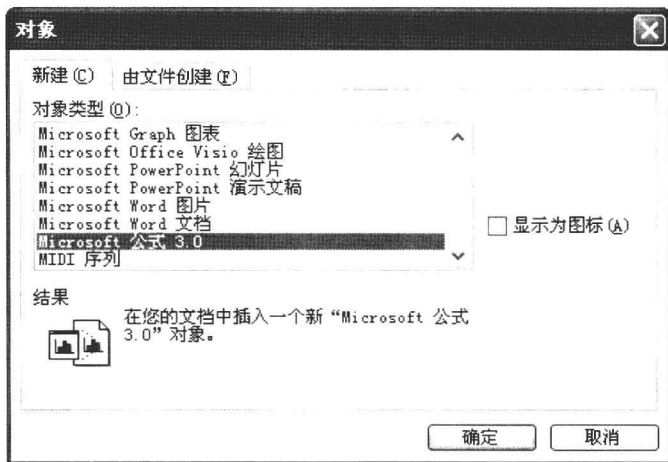 对象
新建(C) 由文件创建(F)
对象类型(O):
Microsoft Graph 图表
Microsoft Office Visio 绘图
Microsoft PowerPoint 幻灯片
Microsoft PowerPoint 演示文稿
Microsoft Word 图片
Microsoft Word 文档
Microsoft 公式 3.0
MIDI 序列
显示为图标(A)
结果
在您的文档中插入一个新“Microsoft 公式
3.0”对象。
确定 取消